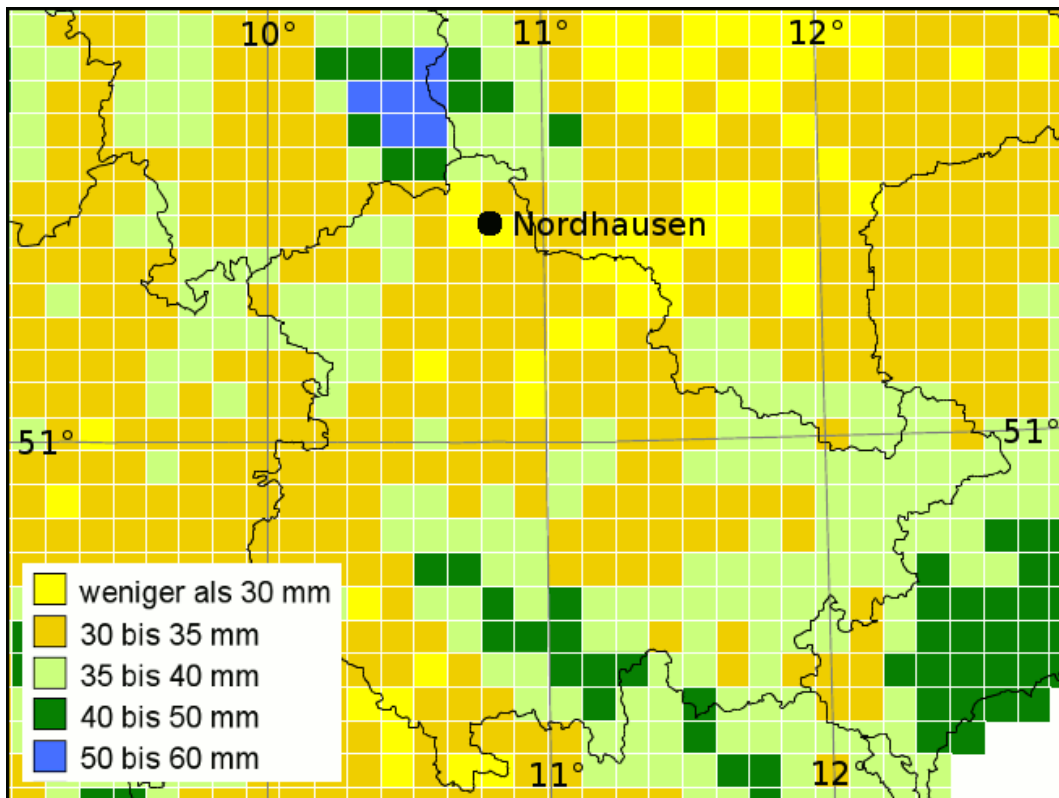 10° 11° 12°
Nordhausen
51° 51°
weniger als 30 mm
30 bis 35 mm
35 bis 40 mm
40 bis 50 mm
50 bis 60 mm
11° 12°